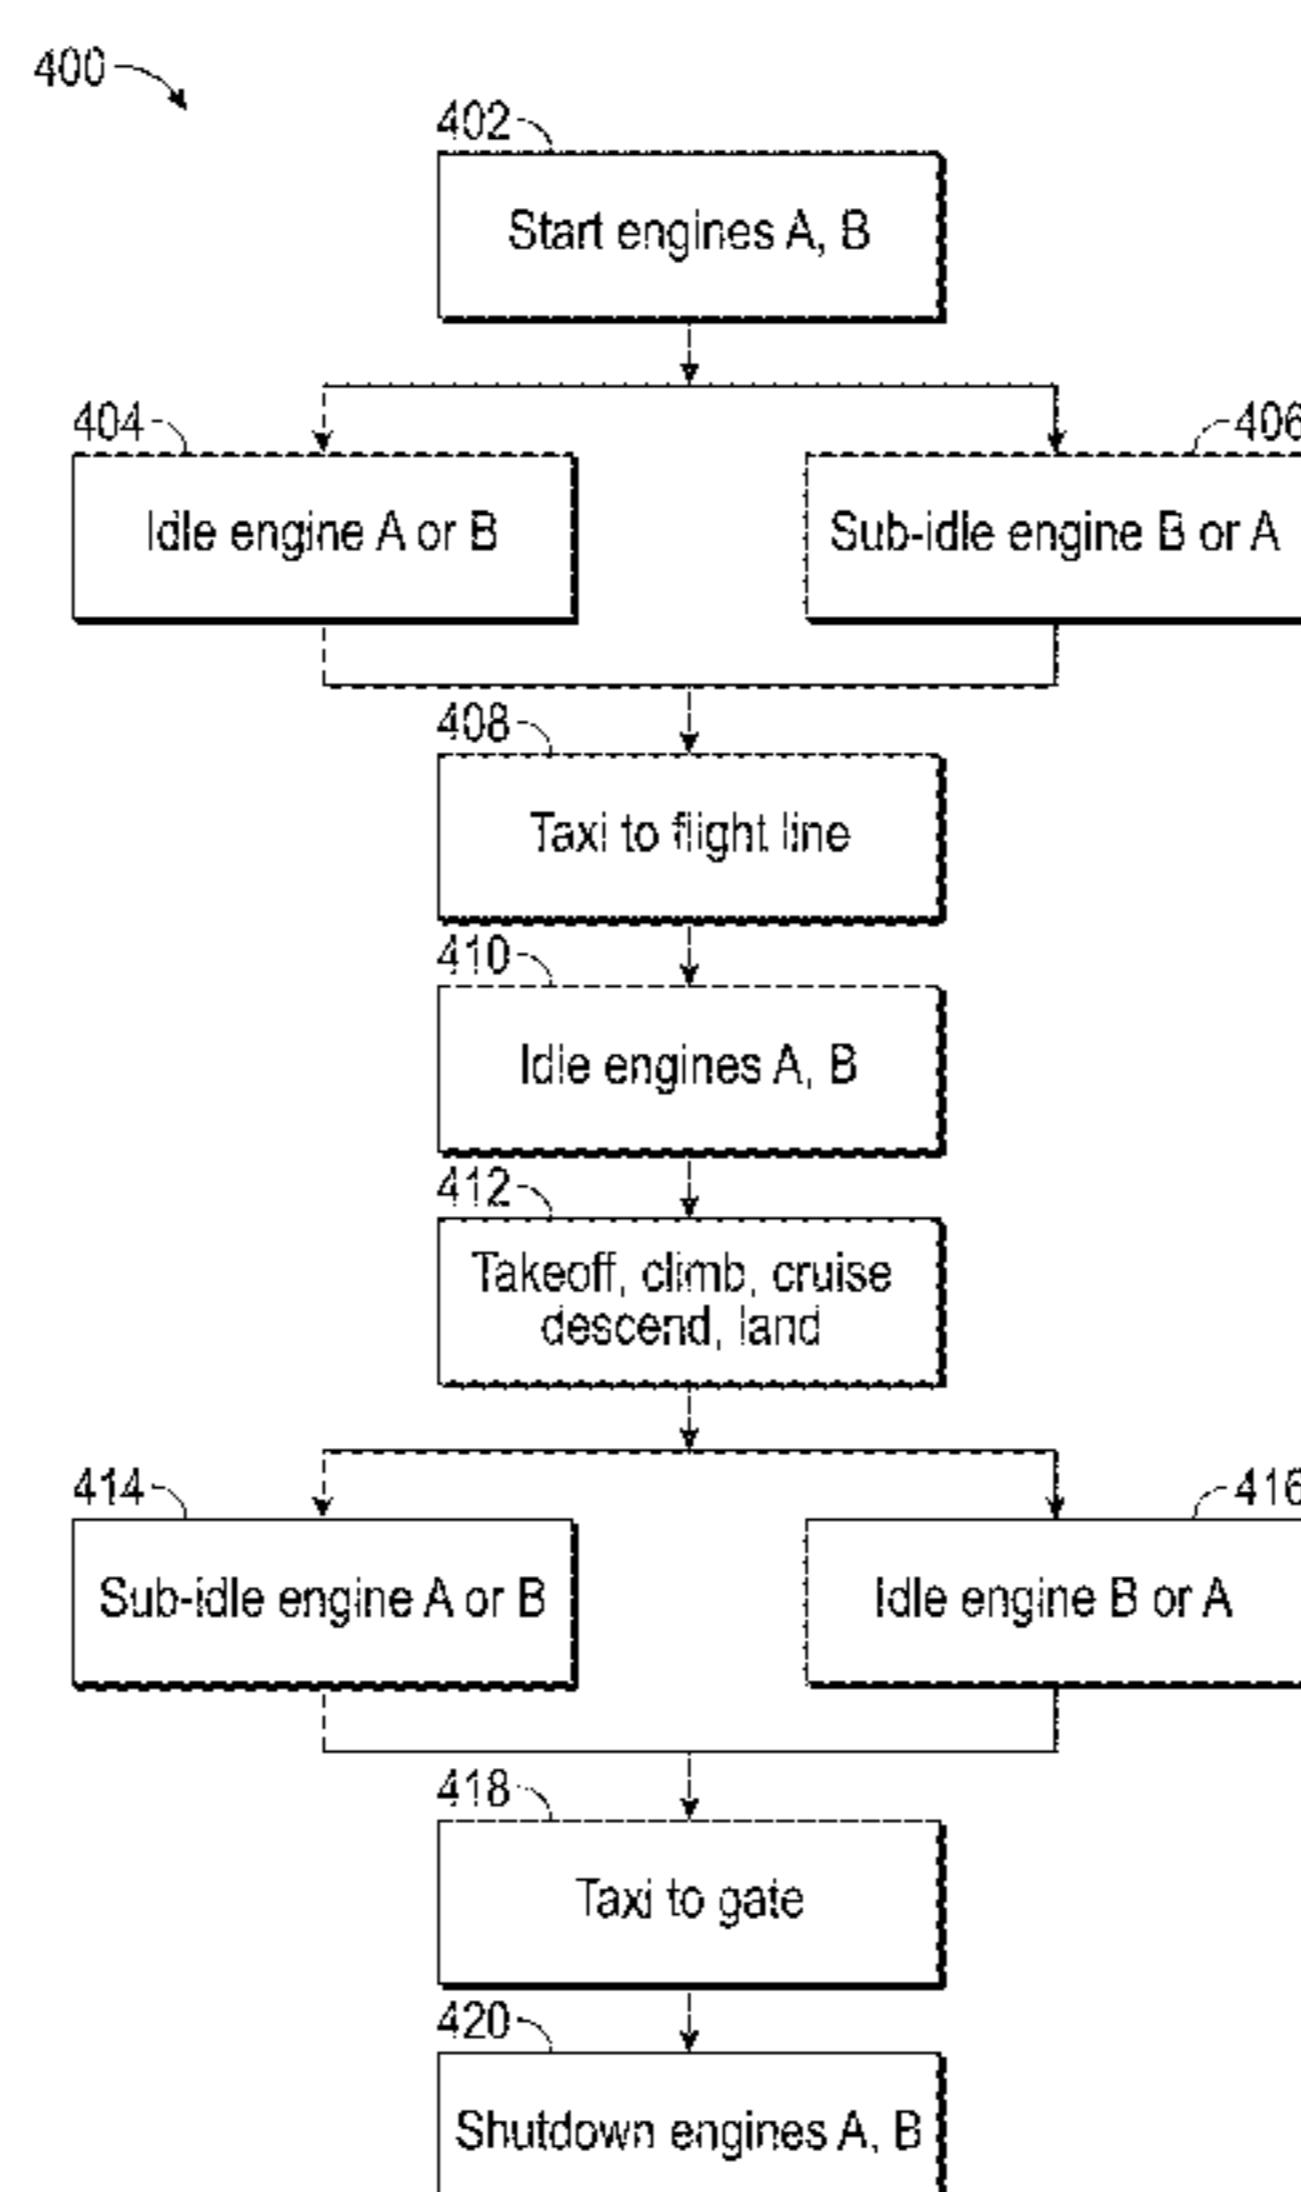 400
402
Start engines A, B
404
406
Idle engine A or B
Sub-idle engine B or A
408
Taxi to flight line
410
Idle engines A, B
412
Takeoff, climb, cruise
descend, land
414
416
Sub-idle engine A or B
Idle engine B or A
418
Taxi to gate
420
Shutdown engines A, B